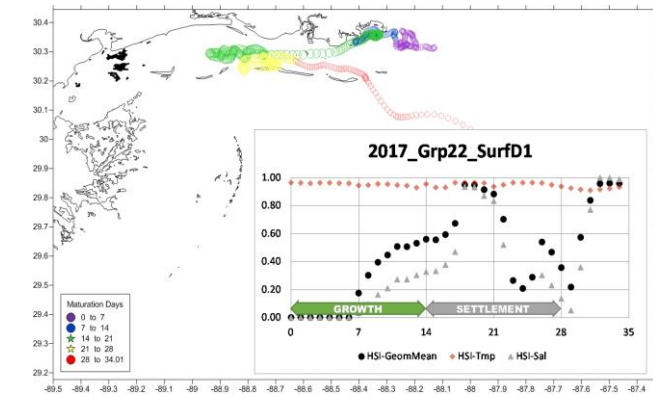 30.4
30.3
30.2
30.1
30
29.9
29.8
29.7
29.6
29.5
29.4
29.3
29.2
2017_Grp22_SurfD1
1.00
0.80
0.60
0.40
0.20
0.00
GROWTH SETTLEMENT
0 7 14 21 28 35
HSI-GeomMean HSI-Tmp HSI-Sal
Maturation Days
0 to 7
7 to 14
14 to 21
21 to 28
28 to 34.01
-89.5 -89.4 -89.3 -89.2 -89.1 -89 -88.9 -88.8 -88.7 -88.6 -88.5 -88.4 -88.3 -88.2 -88.1 -88 -87.9 -87.8 -87.7 -87.6 -87.5 -87.4